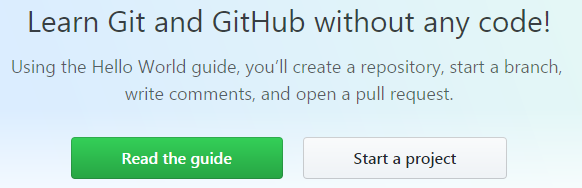 Learn Git and GitHub without any code!
Using the Hello World guide, you’ll create a repository, start a branch,
write comments, and open a pull request.
Read the guide
Start a project